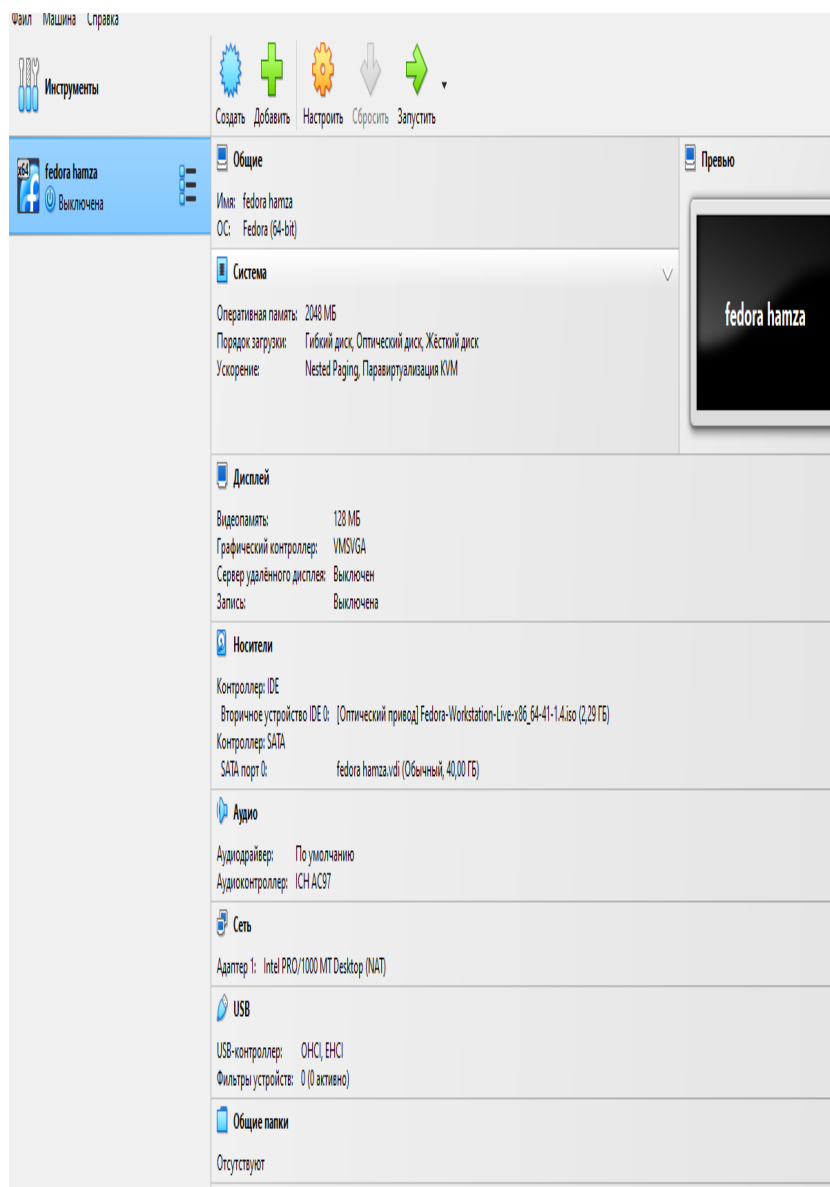 Файл Машина Справка
Инструменты
Создать Добавить Настроить Сбросить Запустить
x64
fedora hamza
Выключена
Общие
Имя: fedora hamza
ОС: Fedora (64-bit)
Превью
fedora hamza
Система
Оперативная память: 2048 МБ
Порядок загрузки: Гибкий диск, Оптический диск, Жёсткий диск
Ускорение: Nested Paging, Паравиртуализация KVM
Дисплей
Видеопамять: 128 МБ
Графический контроллер: VMSVGA
Сервер удалённого дисплея: Выключен
Запись: Выключена
Носители
Контроллер: IDE
Вторичное устройство IDE 0: [Оптический привод] Fedora-Workstation-Live-x86_64-41-1.4.iso (2,29 ГБ)
Контроллер: SATA
SATA порт 0: fedora hamza.vdi (Обычный, 40,00 ГБ)
Аудио
Аудиодрайвер: По умолчанию
Аудиоконтроллер: ICH AC97
Сеть
Адаптер 1: Intel PRO/1000 MT Desktop (NAT)
USB
USB-контроллер: OHCI, EHCI
Фильтры устройств: 0 (0 активно)
Общие папки
Отсутствуют